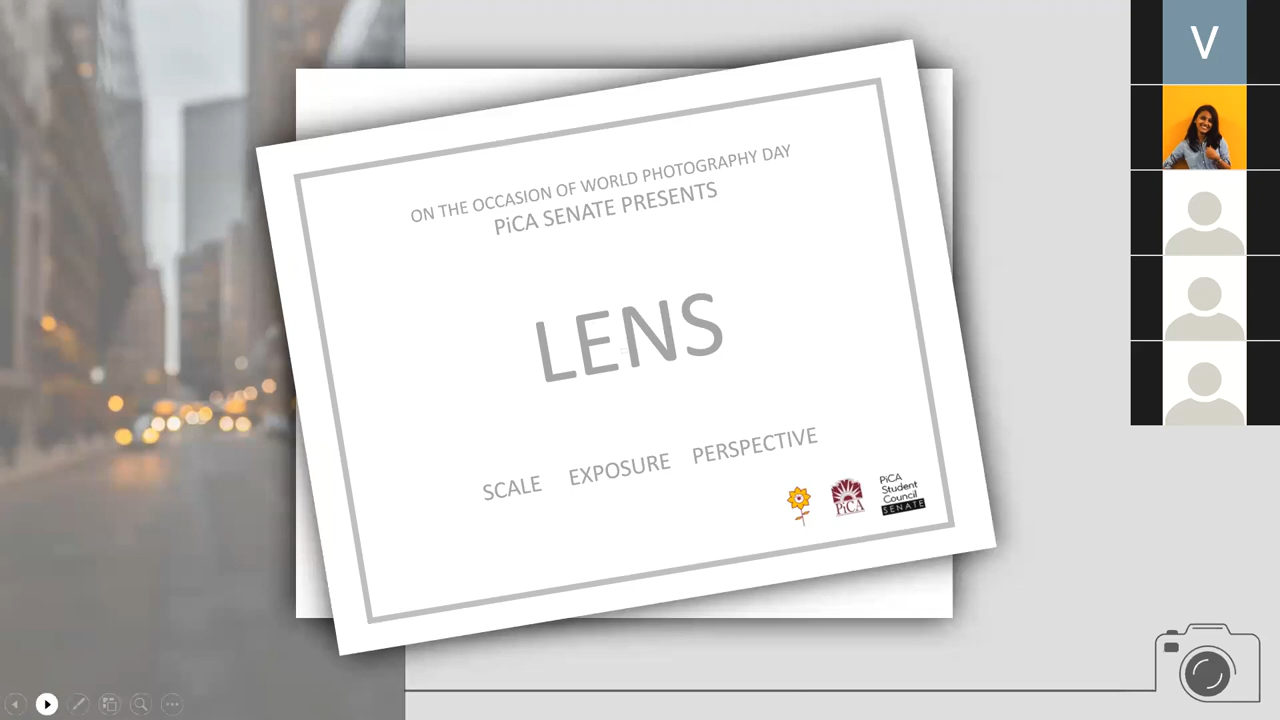 ON THE OCCASION OF WORLD PHOTOGRAPHY DAY
PiCA SENATE PRESENTS
LENS
SCALE EXPOSURE PERSPECTIVE
PiCA
PiCA
Student
Council
SENATE
V